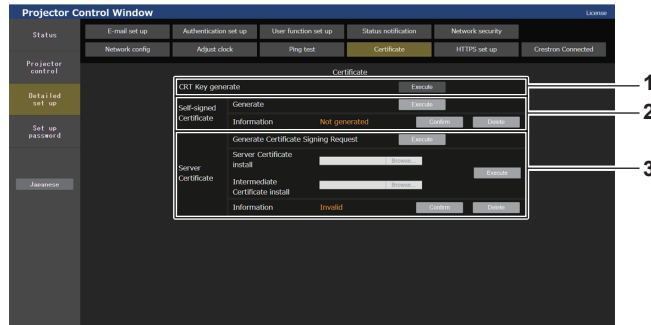 Projector Control Window License
Status E-mail set up Authentication set up User function set up Status notification Network security
Network config Adjust clock Ping test Certificate HTTPS set up Crestron Connected
Projector
control
Detailed
set up
Set up
password
Japanese
Certificate
CRT Key generate Execute 1
Self-signed
Certificate
Generate Execute 2
Information Not generated Confirm Delete
Server
Certificate
Generate Certificate Signing Request Execute
Server Certificate
install Browse... 3
Execute
Intermediate
Certificate install Browse...
Information Invalid Confirm Delete